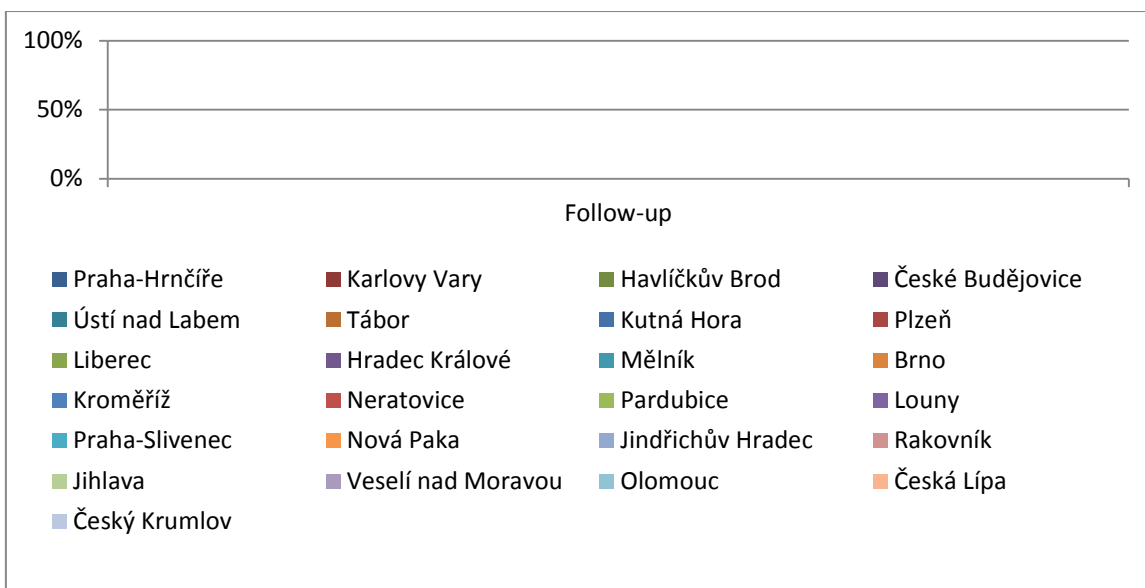 100%
50%
0%
Follow-up
Praha-Hrnčíře Karlovy Vary Havlíčkův Brod České Budějovice
Ústí nad Labem Tábor Kutná Hora Plzeň
Liberec Hradec Králové Mělník Brno
Kroměříž Neratovice Pardubice Louny
Praha-Slivenec Nová Paka Jindřichův Hradec Rakovník
Jihlava Veselí nad Moravou Olomouc Česká Lípa
Český Krumlov